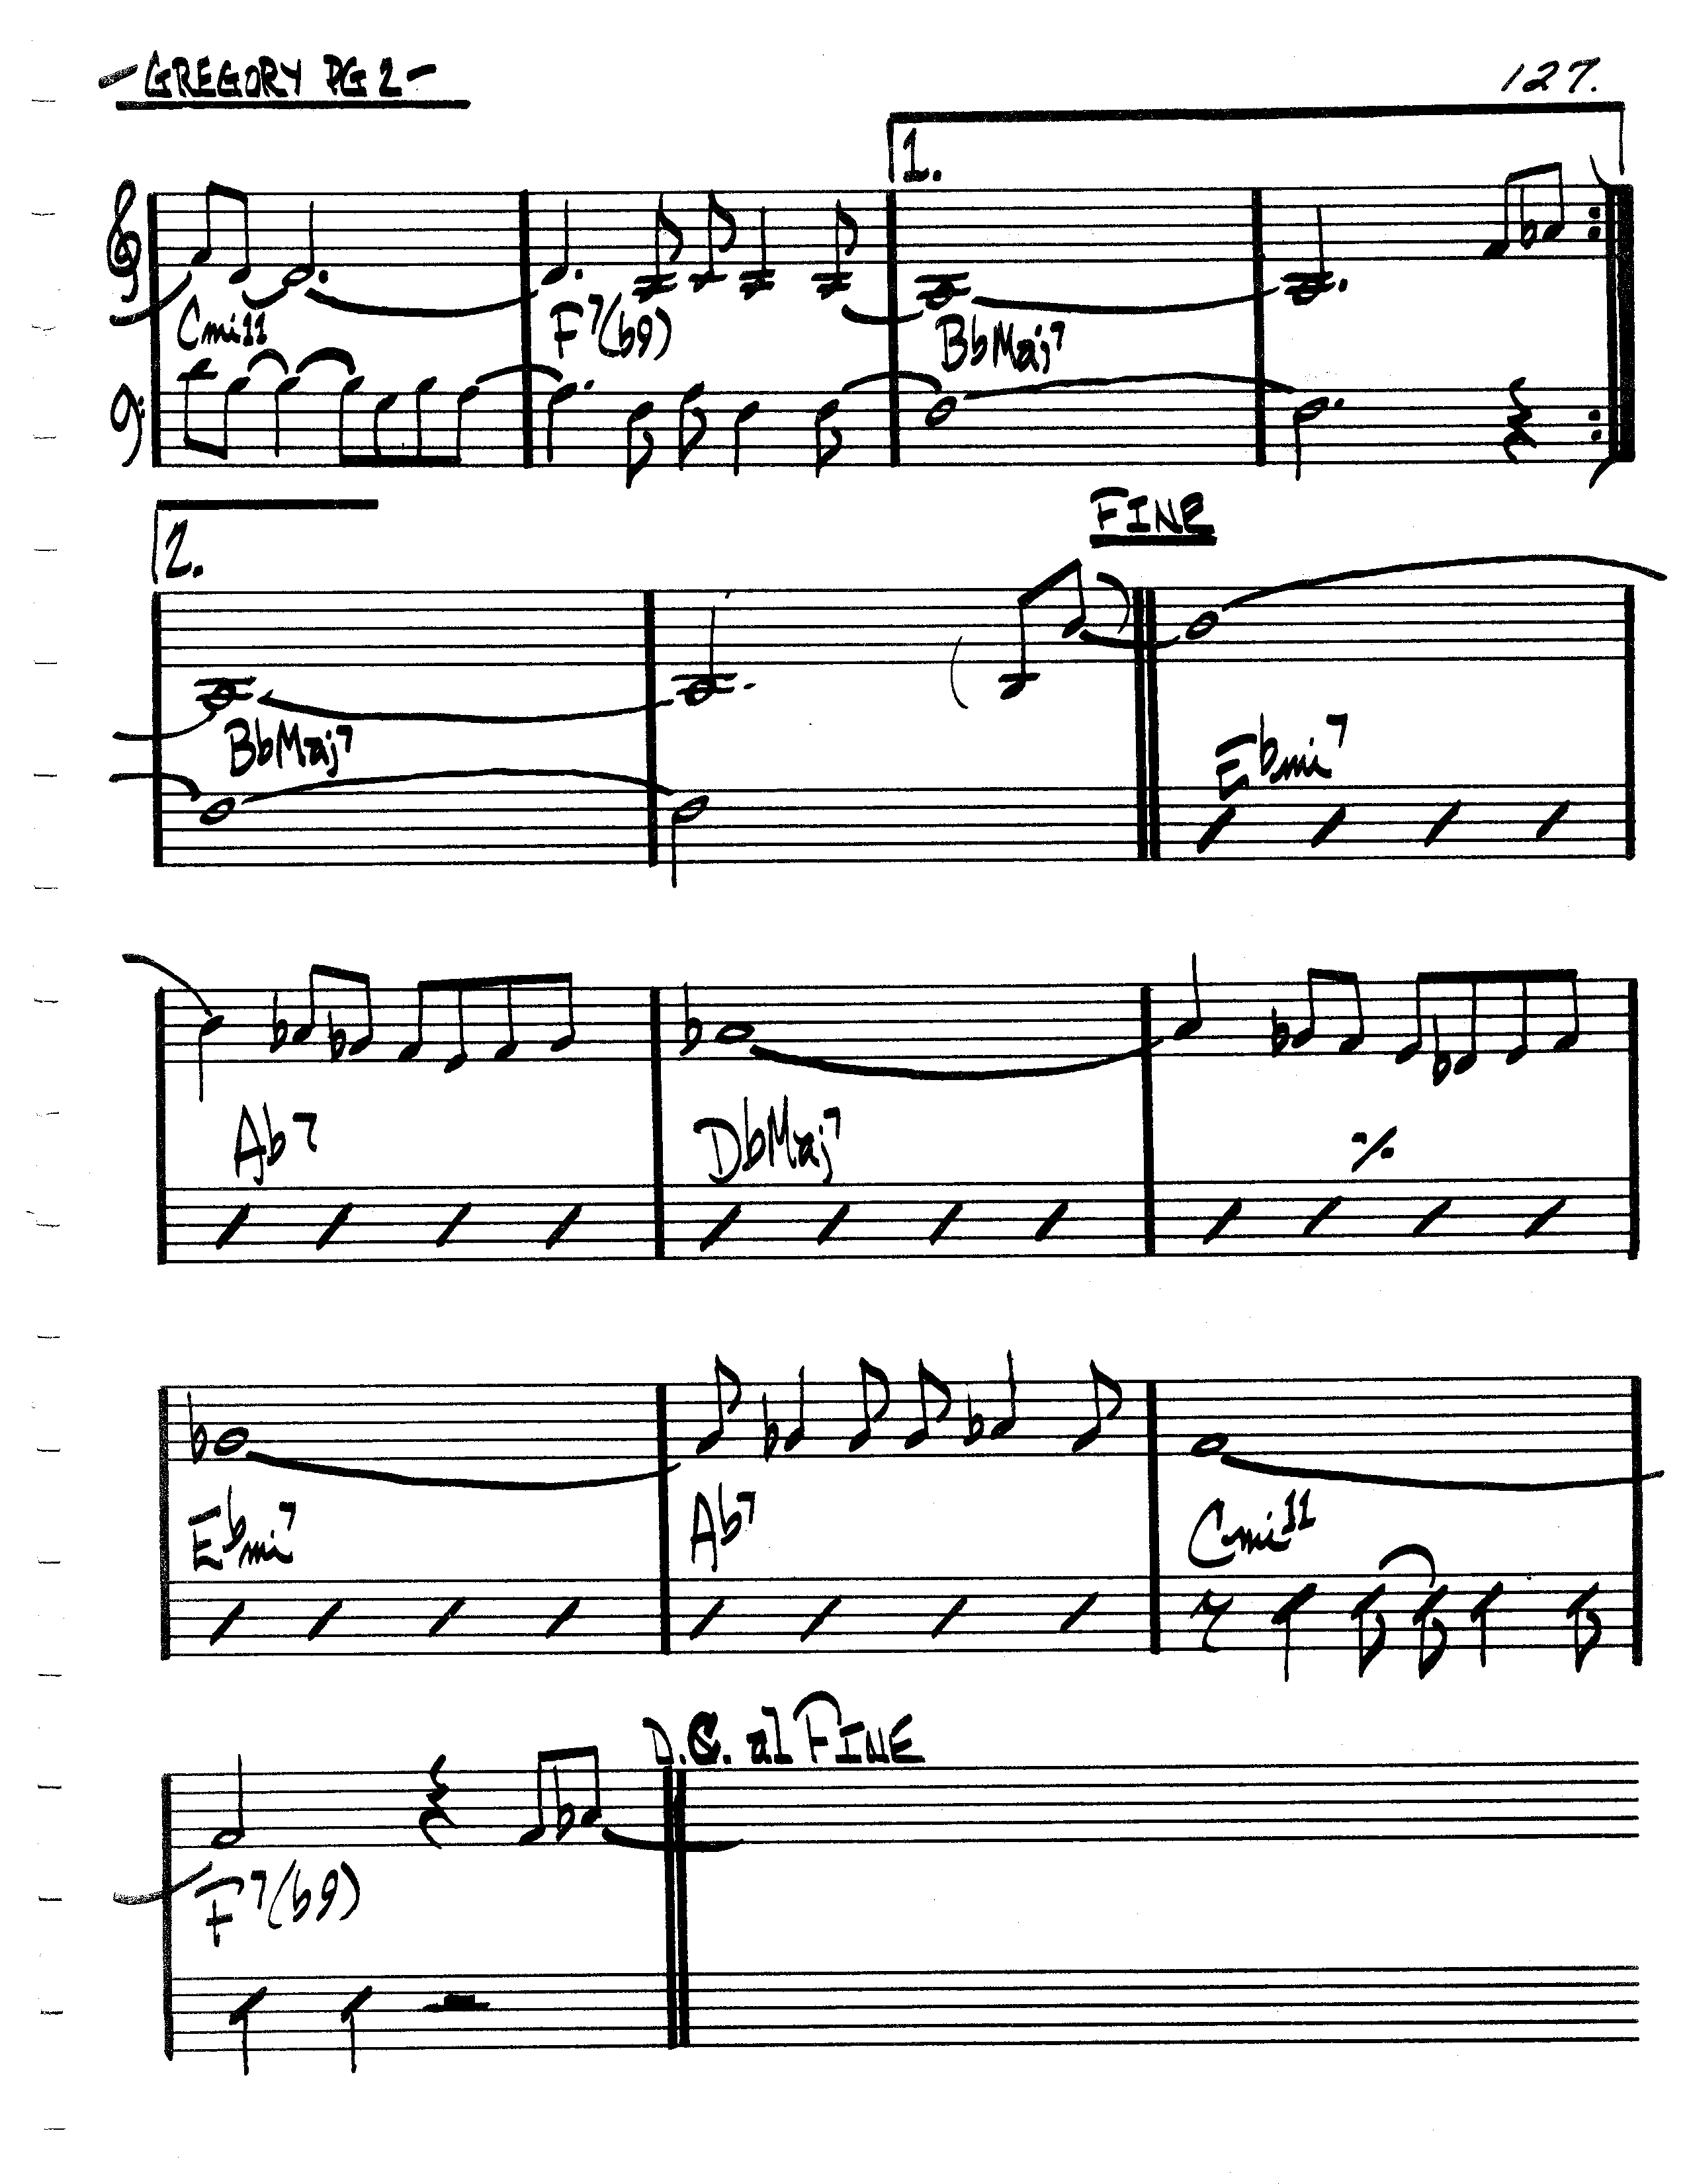 -GREGORY PG 2-
127.
1.
Cmi11 F7(b9) BbMaj7
2. FINE
BbMaj7 Ebmi7
Ab7 DbMaj7 %
Ebmi7 Ab7 Cmi11
D.C. al FINE
F7(b9)